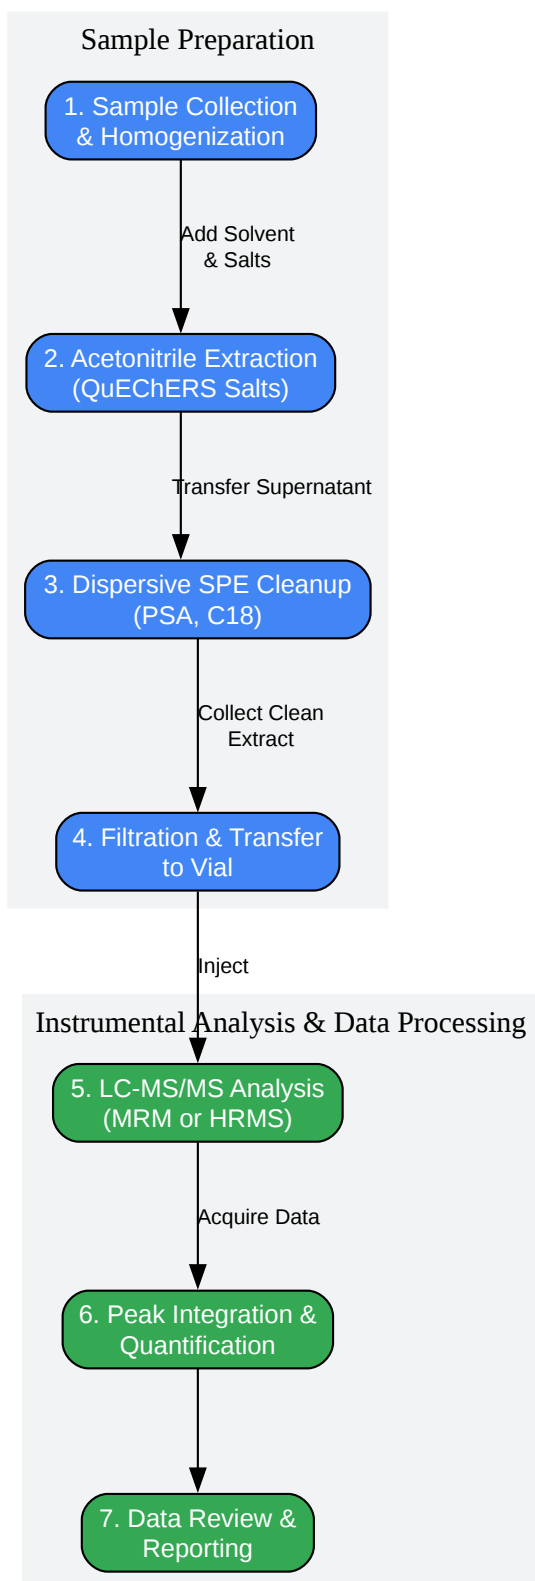 Sample Preparation
1. Sample Collection
& Homogenization
Add Solvent
& Salts
2. Acetonitrile Extraction
(QuEChERS Salts)
Transfer Supernatant
3. Dispersive SPE Cleanup
(PSA, C18)
Collect Clean
Extract
4. Filtration & Transfer
to Vial
Inject
Instrumental Analysis & Data Processing
5. LC-MS/MS Analysis
(MRM or HRMS)
Acquire Data
6. Peak Integration &
Quantification
7. Data Review &
Reporting